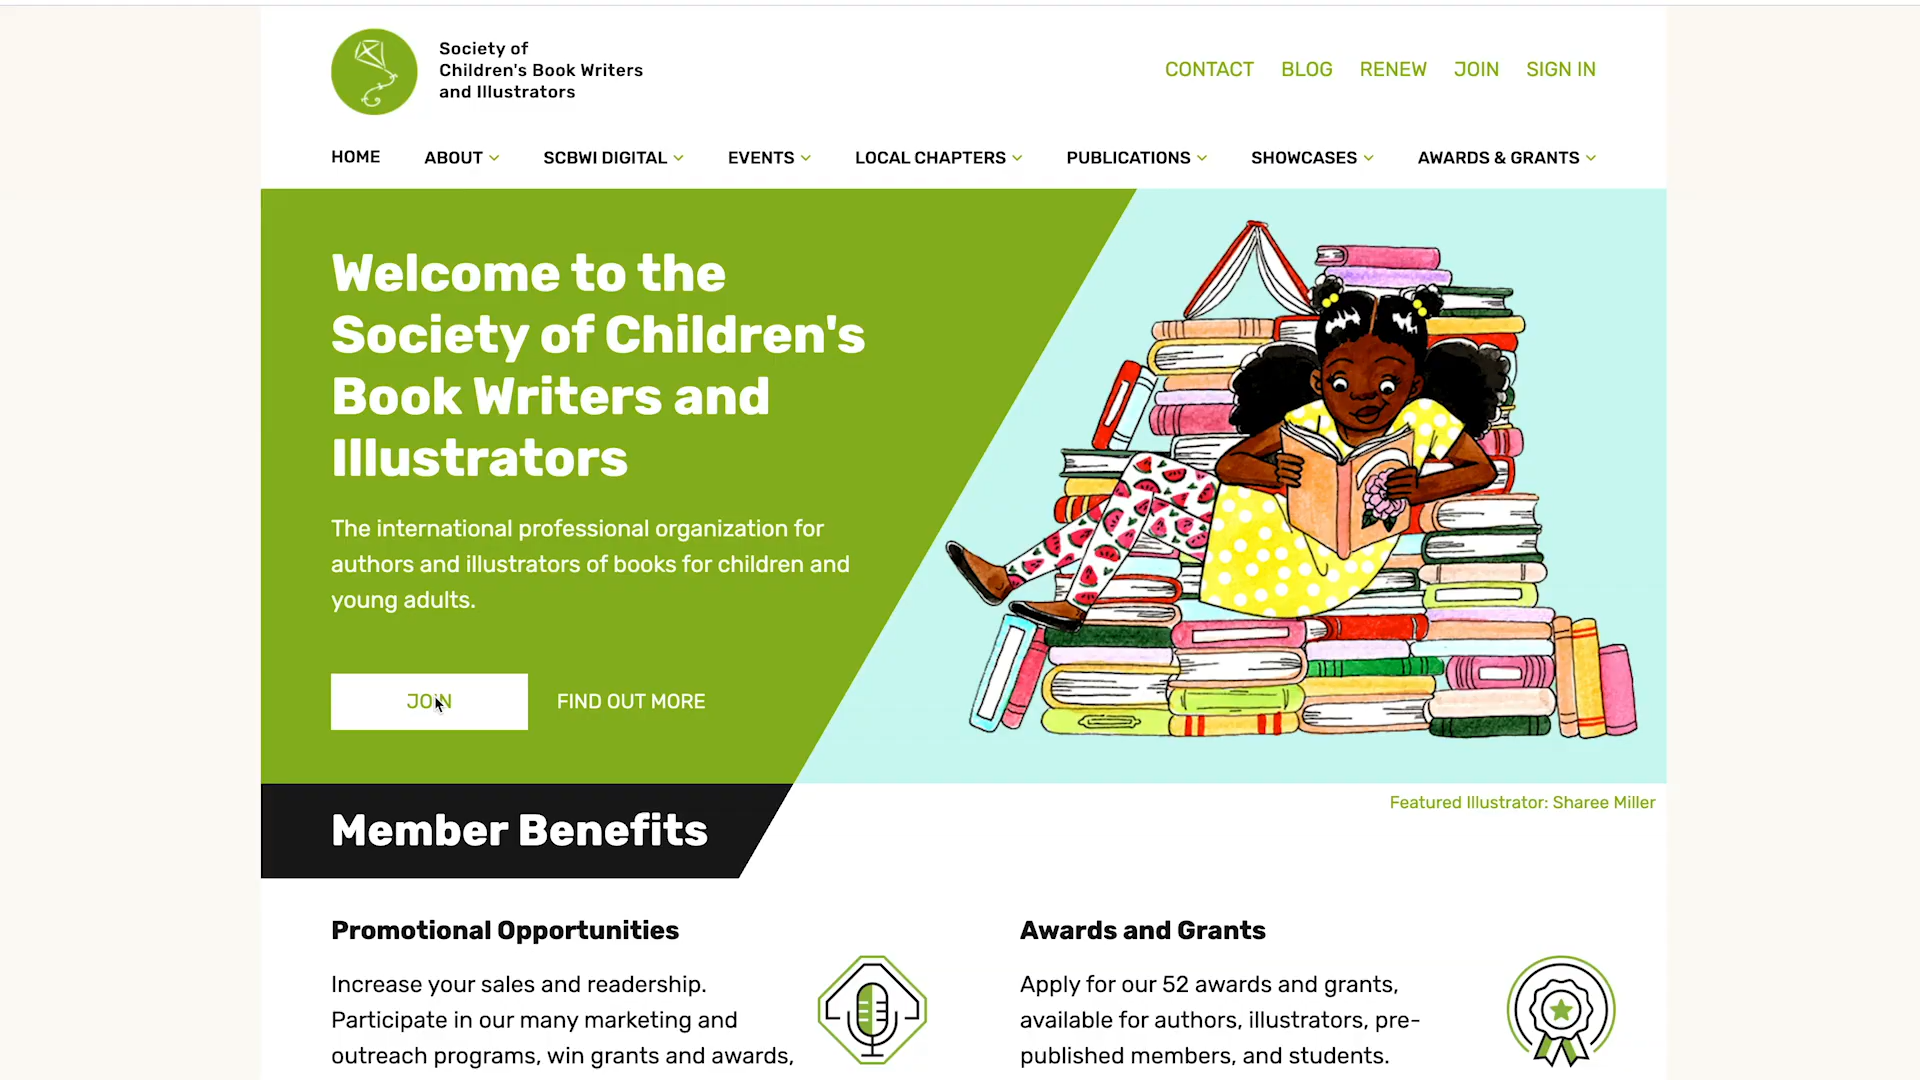 Society of
Children's Book Writers
and Illustrators
CONTACT BLOG RENEW JOIN SIGN IN
HOME ABOUT SCBWI DIGITAL EVENTS LOCAL CHAPTERS PUBLICATIONS SHOWCASES AWARDS & GRANTS
Welcome to the
Society of Children's
Book Writers and
Illustrators
The international professional organization for
authors and illustrators of books for children and
young adults.
JOIN FIND OUT MORE
Featured Illustrator: Sharee Miller
Member Benefits
Promotional Opportunities
Increase your sales and readership.
Participate in our many marketing and
outreach programs, win grants and awards,
Awards and Grants
Apply for our 52 awards and grants,
available for authors, illustrators, pre-
published members, and students.